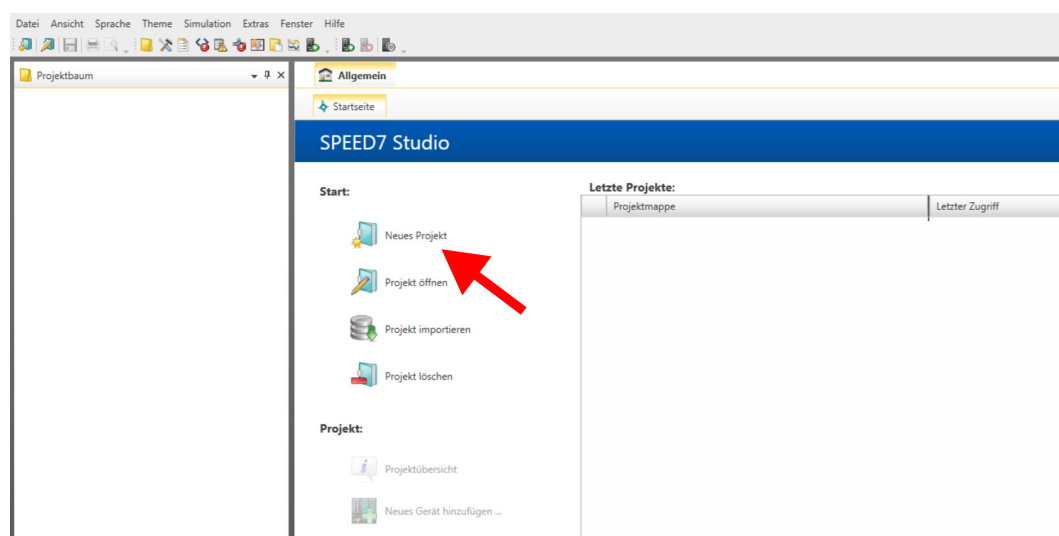 Datei Ansicht Sprache Theme Simulation Extras Fenster Hilfe
Projektbaum
Allgemein
Startseite
SPEED7 Studio
Start:
Neues Projekt
Projekt öffnen
Projekt importieren
Projekt löschen
Projekt:
Projektübersicht
Neues Gerät hinzufügen ...
Letzte Projekte:
Projektmappe Letzter Zugriff